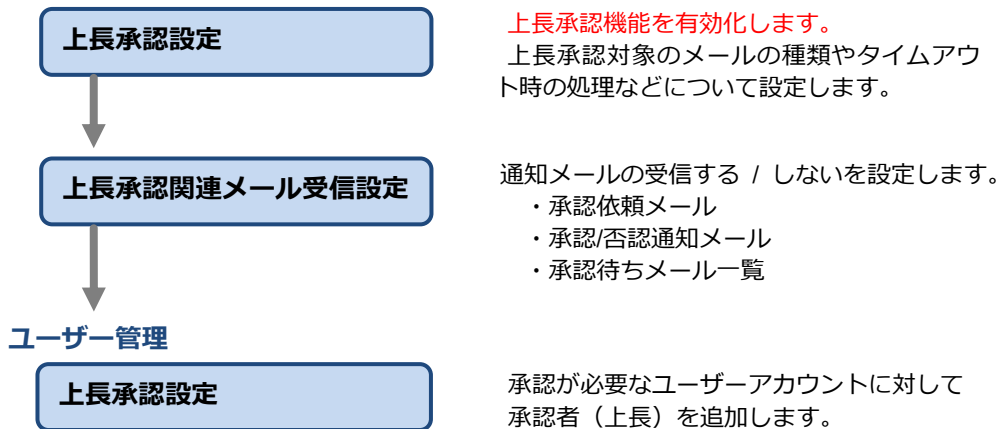 上長承認設定
上長承認機能を有効化します。
上長承認対象のメールの種類やタイムアウ
ト時の処理などについて設定します。
上長承認関連メール受信設定
通知メールの受信する / しないを設定します。
・承認依頼メール
・承認/否認通知メール
・承認待ちメール一覧
ユーザー管理
上長承認設定
承認が必要なユーザーアカウントに対して
承認者（上長）を追加します。